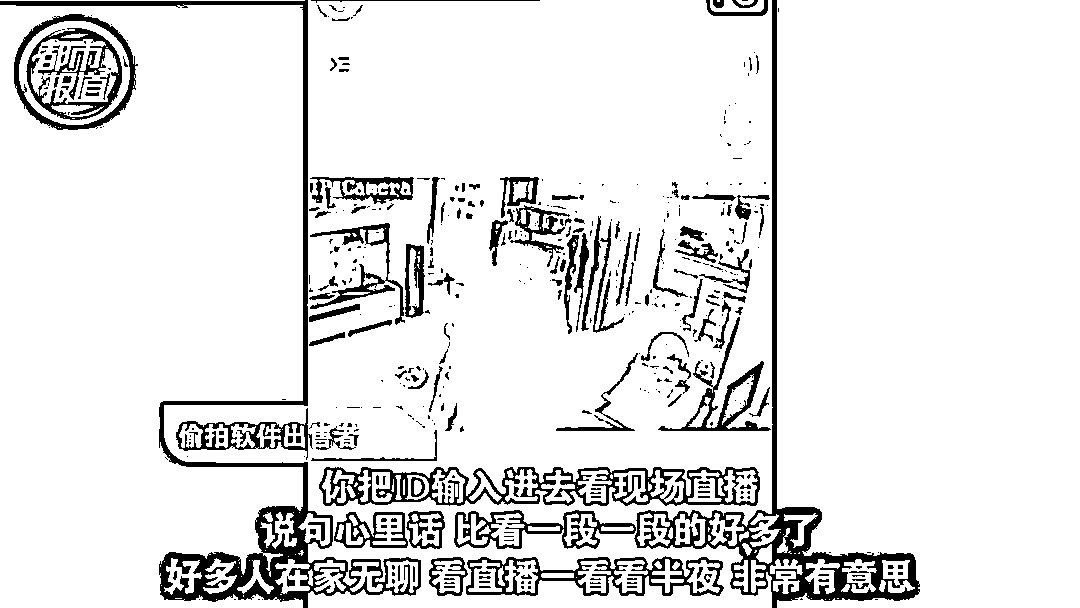 都市
报道
IP Camera
偷拍软件出售者
你把ID输入进去看现场直播
说句心里话 比看一段一段的好多了
好多人在家无聊 看直播一看看半夜 非常有意思